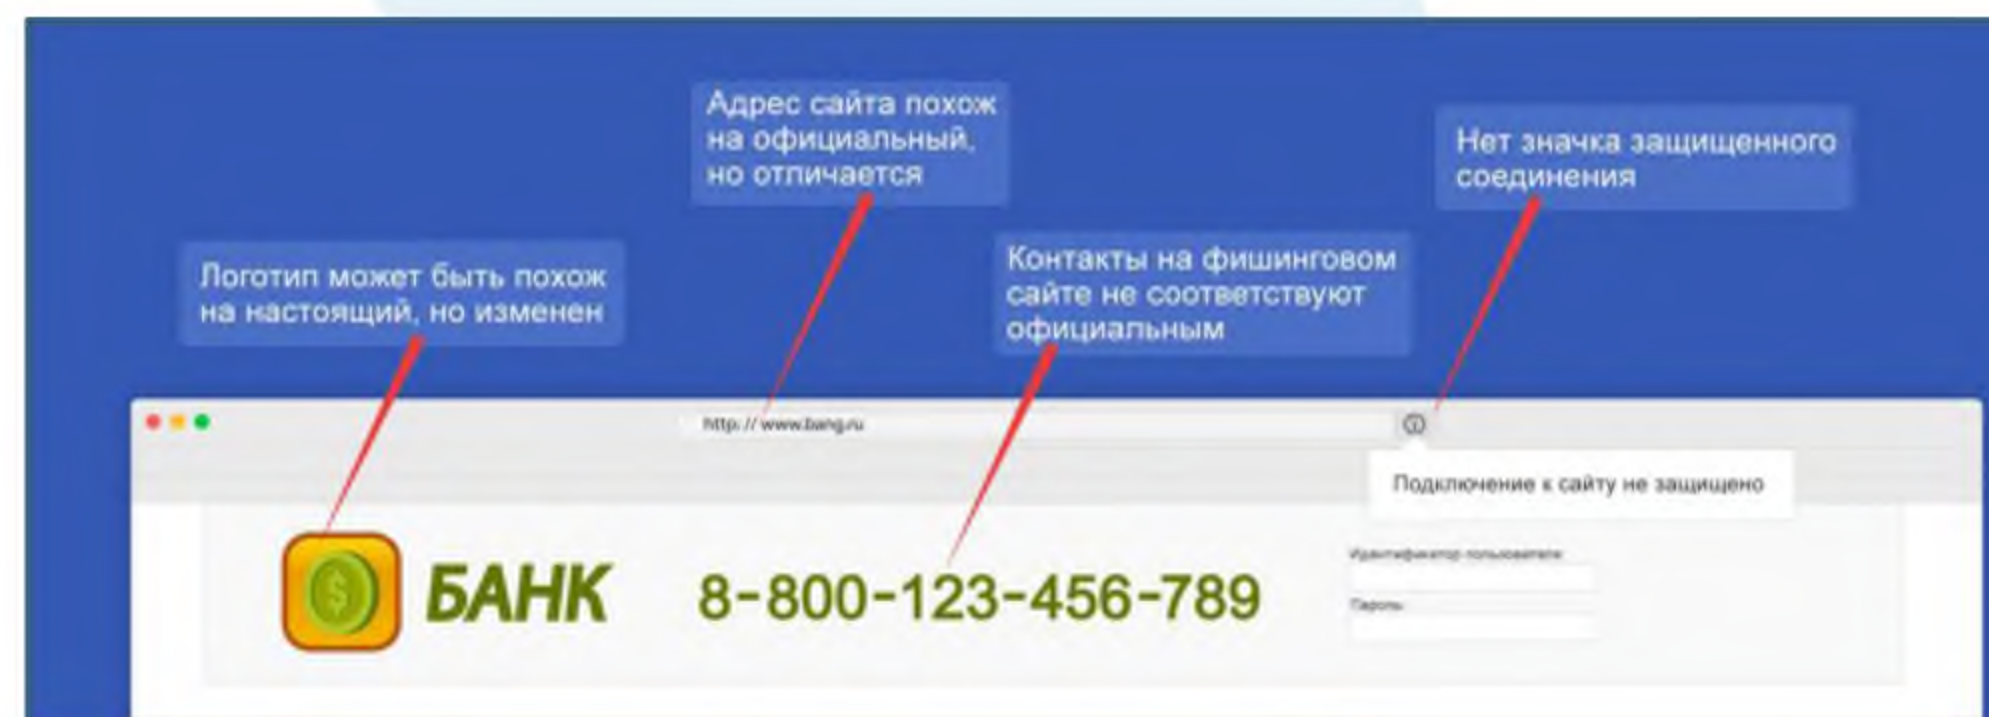 Адрес сайта похож
на официальный,
но отличается
Нет значка защищенного
соединения
Логотип может быть похож
на настоящий, но изменен
Контакты на фишинговом
сайте не соответствуют
официальным
http: // www.bang.ru
Подключение к сайту не защищено
БАНК
8-800-123-456-789
Идентификатор пользователя
Пароль